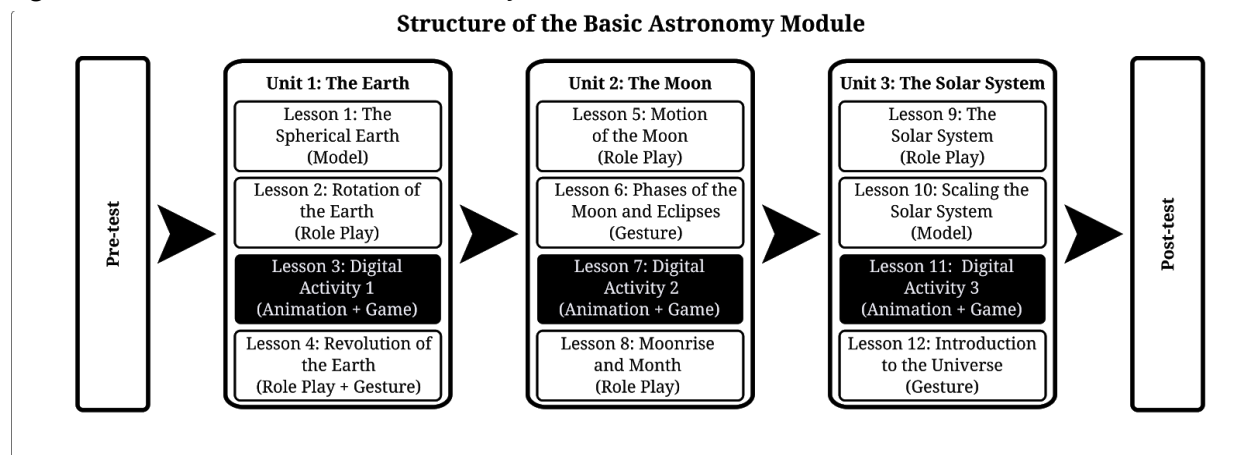 Structure of the Basic Astronomy Module
Pre-test
Unit 1: The Earth
Lesson 1: The
Spherical Earth
(Model)
Lesson 2: Rotation of
the Earth
(Role Play)
Lesson 3: Digital
Activity 1
(Animation + Game)
Lesson 4: Revolution of
the Earth
(Role Play + Gesture)
Unit 2: The Moon
Lesson 5: Motion
of the Moon
(Role Play)
Lesson 6: Phases of the
Moon and Eclipses
(Gesture)
Lesson 7: Digital
Activity 2
(Animation + Game)
Lesson 8: Moonrise
and Month
(Role Play)
Unit 3: The Solar System
Lesson 9: The
Solar System
(Role Play)
Lesson 10: Scaling the
Solar System
(Model)
Lesson 11: Digital
Activity 3
(Animation + Game)
Lesson 12: Introduction
to the Universe
(Gesture)
Post-test